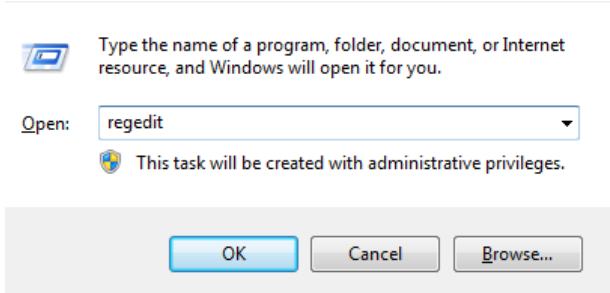 Type the name of a program, folder, document, or Internet
resource, and Windows will open it for you.
Open: regedit
This task will be created with administrative privileges.
OK Cancel Browse...